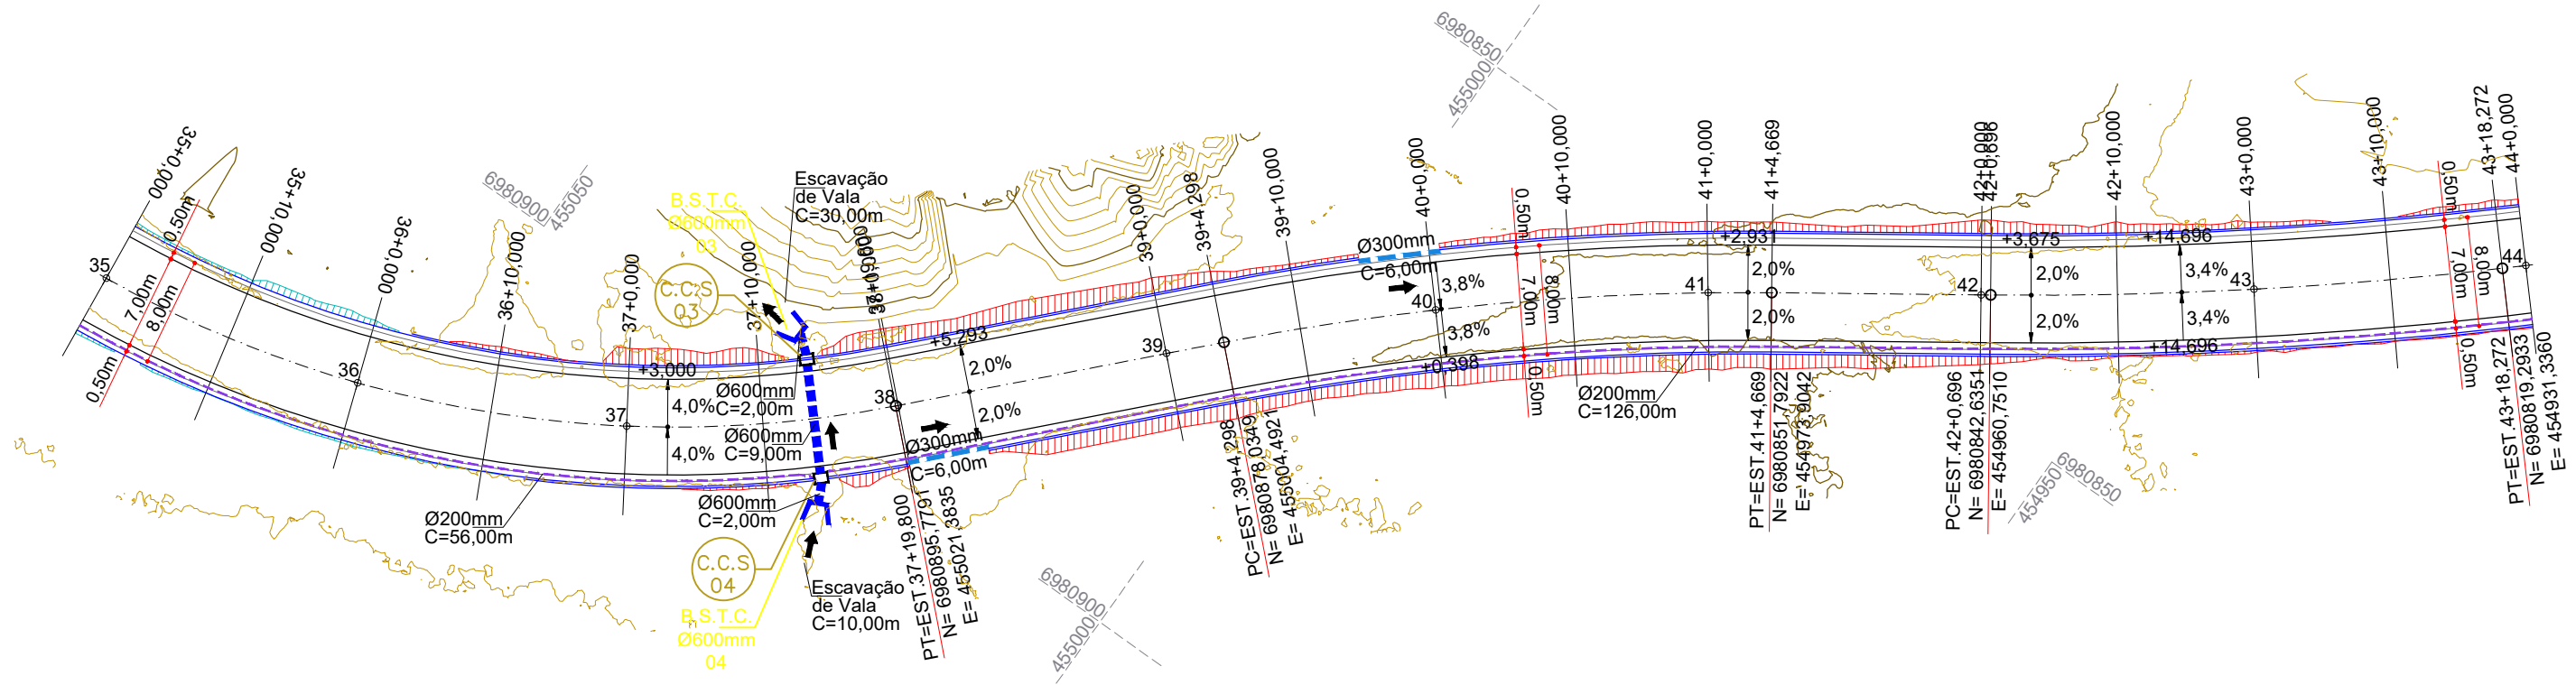 35+0,000
0,50m
35+10,000
36+0,000
36+10,000
6980900
455050
35
7,00m
8,00m
0,50m
36
37
37+0,000
37+10,000
B.S.T.C.
Ø600mm
03
C.C.S
03
Escavação
de Vala
C=30,00m
+3,000
4,0%
4,0%
Ø600mm
C=2,00m
Ø600mm
C=9,00m
Ø600mm
C=2,00m
Ø200mm
C=56,00m
C.C.S
04
B.S.T.C.
Ø600mm
04
Escavação
de Vala
C=10,00m
38
+5,293
2,0%
2,0%
Ø300mm
C=6,00m
PT=EST.37+19,800
N= 6980895,7791
E= 455021,3835
39+0,000
39+4,298
39+10,000
39
PC=EST.39+4,298
N= 6980878,0349
E= 455004,4921
6980900
455000
6980850
455000
Ø300mm
C=6,00m
40+0,000
40
3,8%
3,8%
+0,398
0,50m
7,00m
8,00m
0,50m
40+10,000
41+0,000
41+4,669
41
+2,931
2,0%
2,0%
Ø200mm
C=126,00m
PT=EST.41+4,669
N= 6980851,7922
E= 454973,9042
42+0,000
42+0,696
42
+3,675
2,0%
2,0%
PC=EST.42+0,696
N= 6980842,6351
E= 454960,7510
42+10,000
+14,696
3,4%
3,4%
+14,696
43+0,000
43
43+10,000
6980850
454950
0,50m
7,00m
8,00m
0,50m
43+18,272
44+0,000
44
PT=EST.43+18,272
N= 6980819,2933
E= 454931,3360